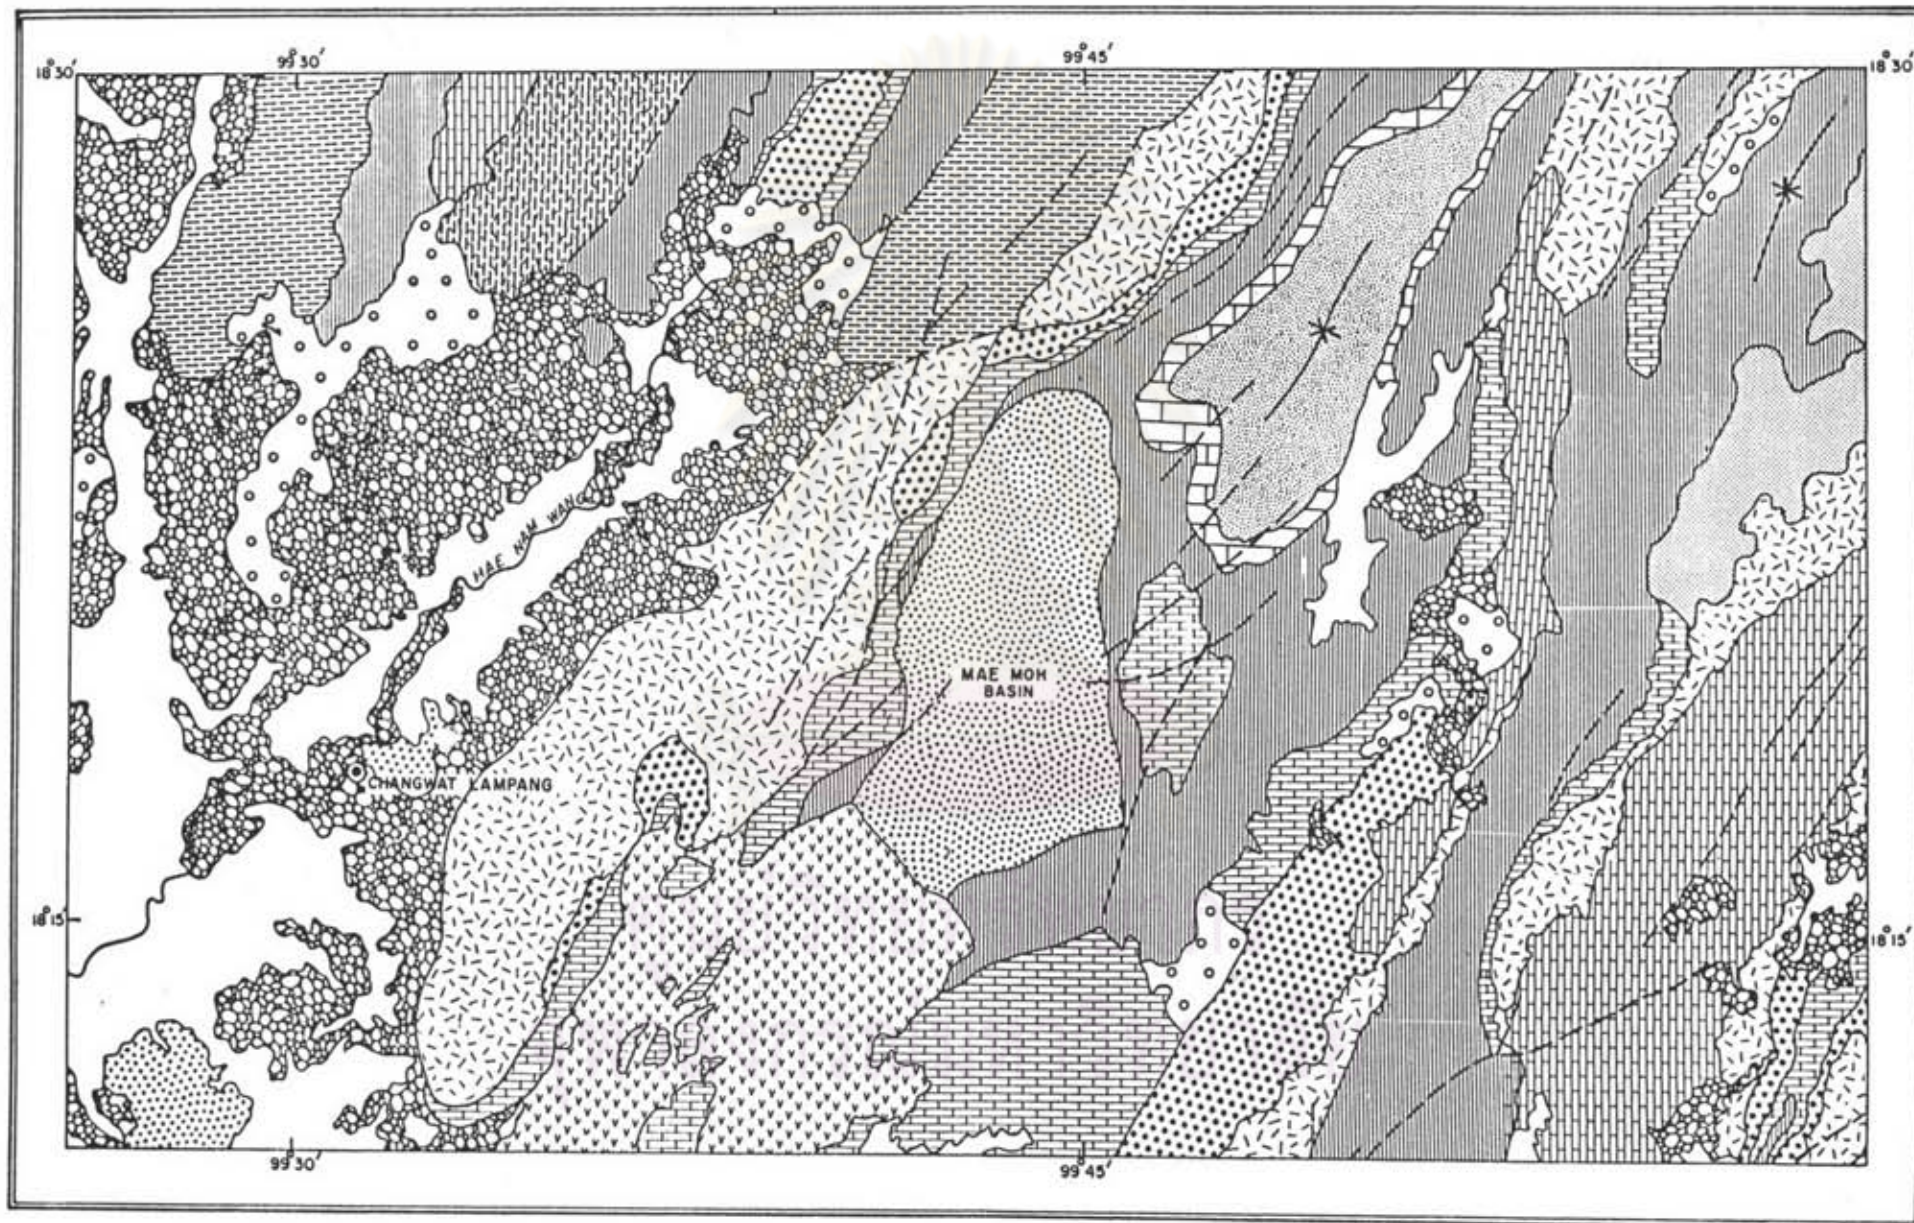 99°30′
99°45′
18°30′
18°30′
MAE NAM WANG
MAE MOH
BASIN
CHANGWAT LAMPANG
18°15′
18°15′
99°30′
99°45′